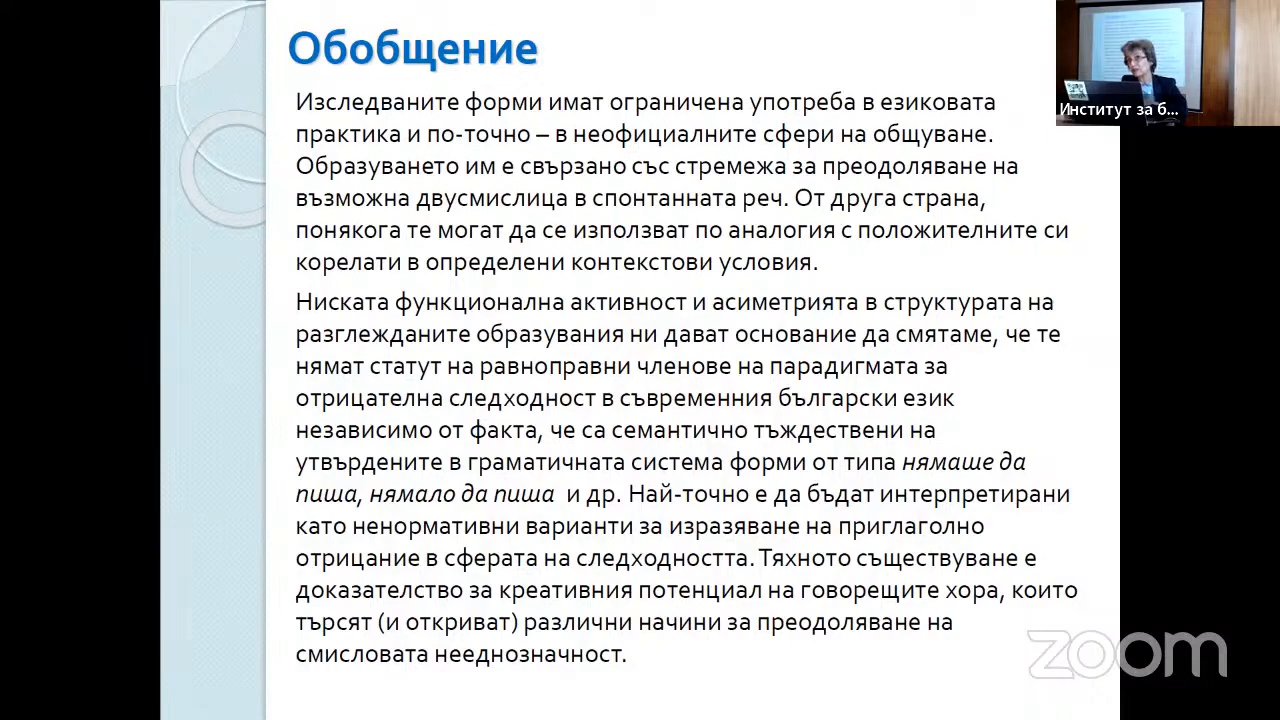 Обобщение
Институт за б...
Изследваните форми имат ограничена употреба в езиковата
практика и по-точно – в неофициалните сфери на общуване.
Образуването им е свързано със стремежа за преодоляване на
възможна двусмислица в спонтанната реч. От друга страна,
понякога те могат да се използват по аналогия с положителните си
корелати в определени контекстови условия.
Ниската функционална активност и асиметрията в структурата на
разглежданите образувания ни дават основание да смятаме, че те
нямат статут на равноправни членове на парадигмата за
отрицателна следходност в съвременния български език
независимо от факта, че са семантично тъждествени на
утвърдените в граматичната система форми от типа нямаше да
пиша, нямало да пиша и др. Най-точно е да бъдат интерпретирани
като ненормативни варианти за изразяване на приглаголно
отрицание в сферата на следходността. Тяхното съществуване е
доказателство за креативния потенциал на говорещите хора, които
търсят (и откриват) различни начини за преодоляване на
смисловата нееднозначност.
zoom